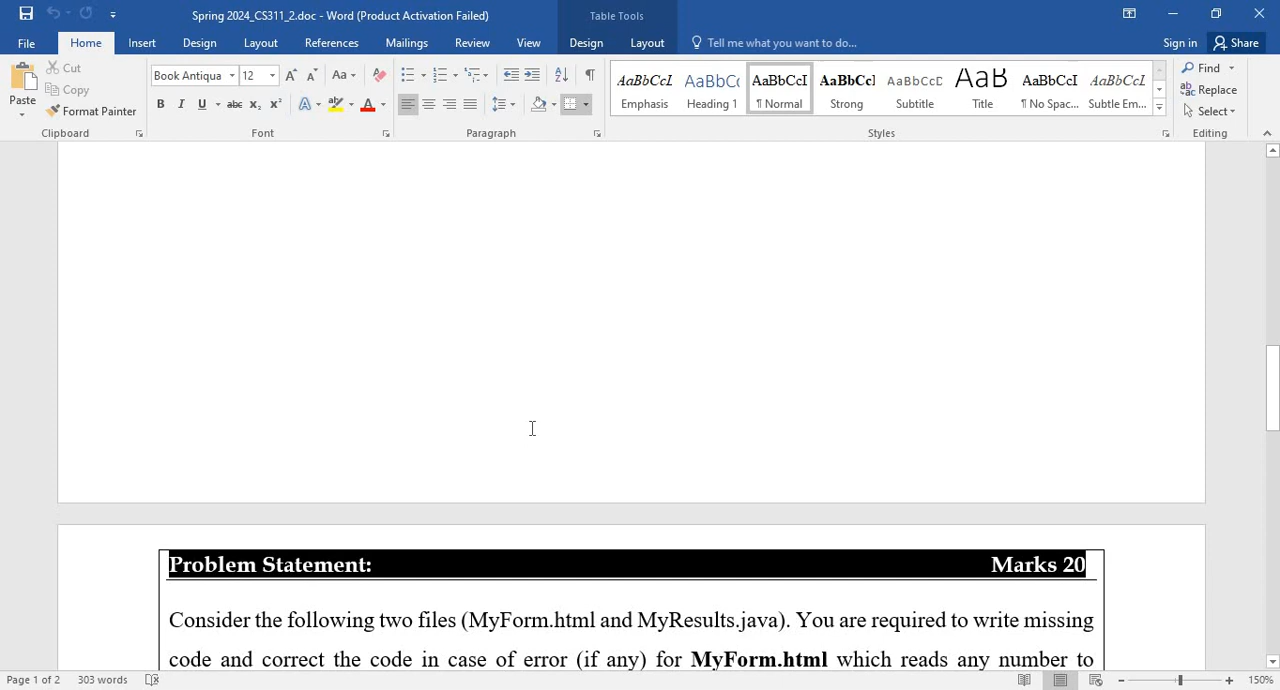 Spring 2024_CS311_2.doc - Word (Product Activation Failed)
Table Tools
File Home Insert Design Layout References Mailings Review View Design Layout Tell me what you want to do... Sign in Share
Paste
Cut
Copy
Format Painter
Clipboard
Book Antiqua 12
Font
Paragraph
AaBbCcI AaBbC( AaBbCcI AaBbCcl AaBbCcD AaB AaBbCcI AaBbCcL
Emphasis Heading 1 ¶ Normal Strong Subtitle Title ¶ No Spac... Subtle Em...
Styles
Find
Replace
Select
Editing
Problem Statement: Marks 20
Consider the following two files (MyForm.html and MyResults.java). You are required to write missing
code and correct the code in case of error (if any) for MyForm.html which reads any number to
Page 1 of 2 303 words 150%